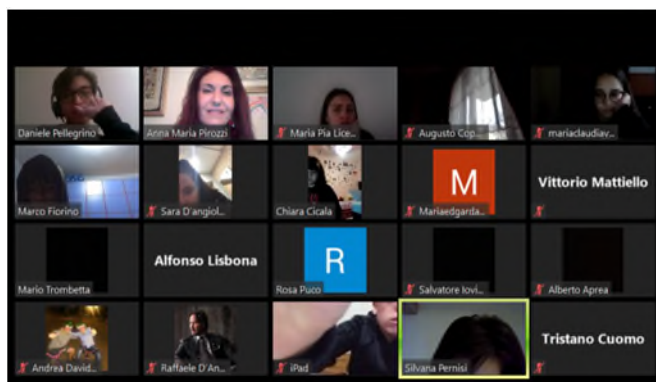 Daniele Pellegrino
Anna Maria Pirozzi
Maria Pia Lice...
Augusto Cop...
mariaclaudiav...
Marco Fiorino
Sara D'angiol...
Chiara Cicala
M
Mariaedgarda...
Vittorio Mattiello
Mario Trombetta
Alfonso Lisbona
R
Rosa Puco
Salvatore Iovi...
Alberto Aprea
Andrea David...
Raffaele D'An...
iPad
Silvana Pernisi
Tristano Cuomo